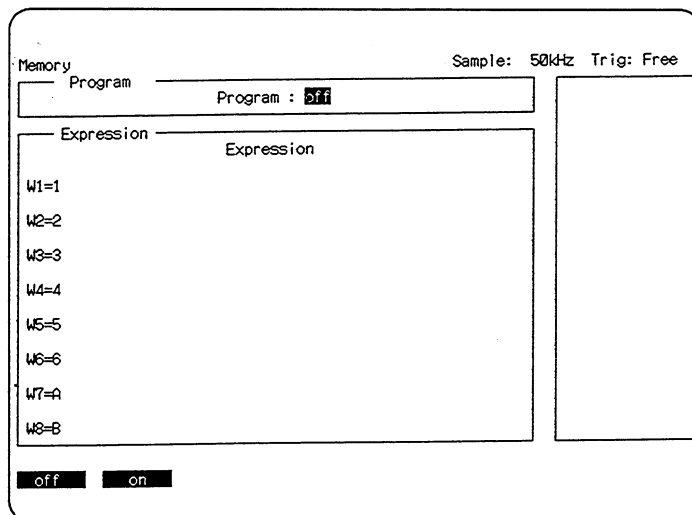 Memory Sample: 50kHz Trig: Free
Program
Program : off
Expression
Expression
W1=1
W2=2
W3=3
W4=4
W5=5
W6=6
W7=A
W8=B
off on